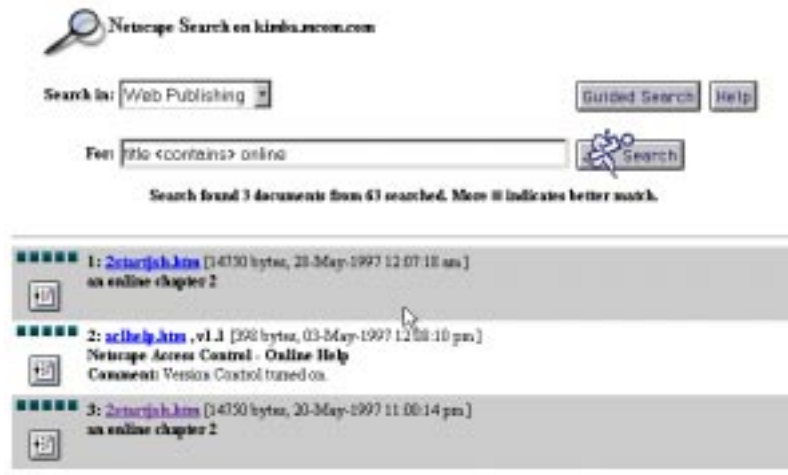 Netscape Search on kimba.mcom.com
Search in: Web Publishing
Guided Search Help
For: title <contains> online
Search
Search found 3 documents from 63 searched. More ■ indicates better match.
1: 2startjsh.htm [14750 bytes, 28-May-1997 12:07:18 am]
an online chapter 2
2: aclhelp.htm , v1.1 [398 bytes, 03-May-1997 12:08:10 pm]
Netscape Access Control - Online Help
Comment: Version Control turned on.
3: 2startjsh.htm [14750 bytes, 20-May-1997 11:00:14 pm]
an online chapter 2